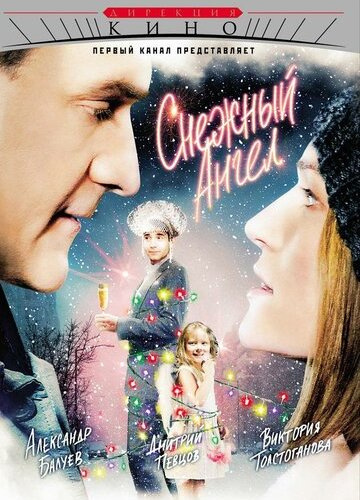 ДИРЕКЦИЯ
КИНО
ПЕРВЫЙ КАНАЛ ПРЕДСТАВЛЯЕТ
Снежный
Ангел
Александр
Балуев
Дмитрий
Певцов
Виктория
Толстоганова